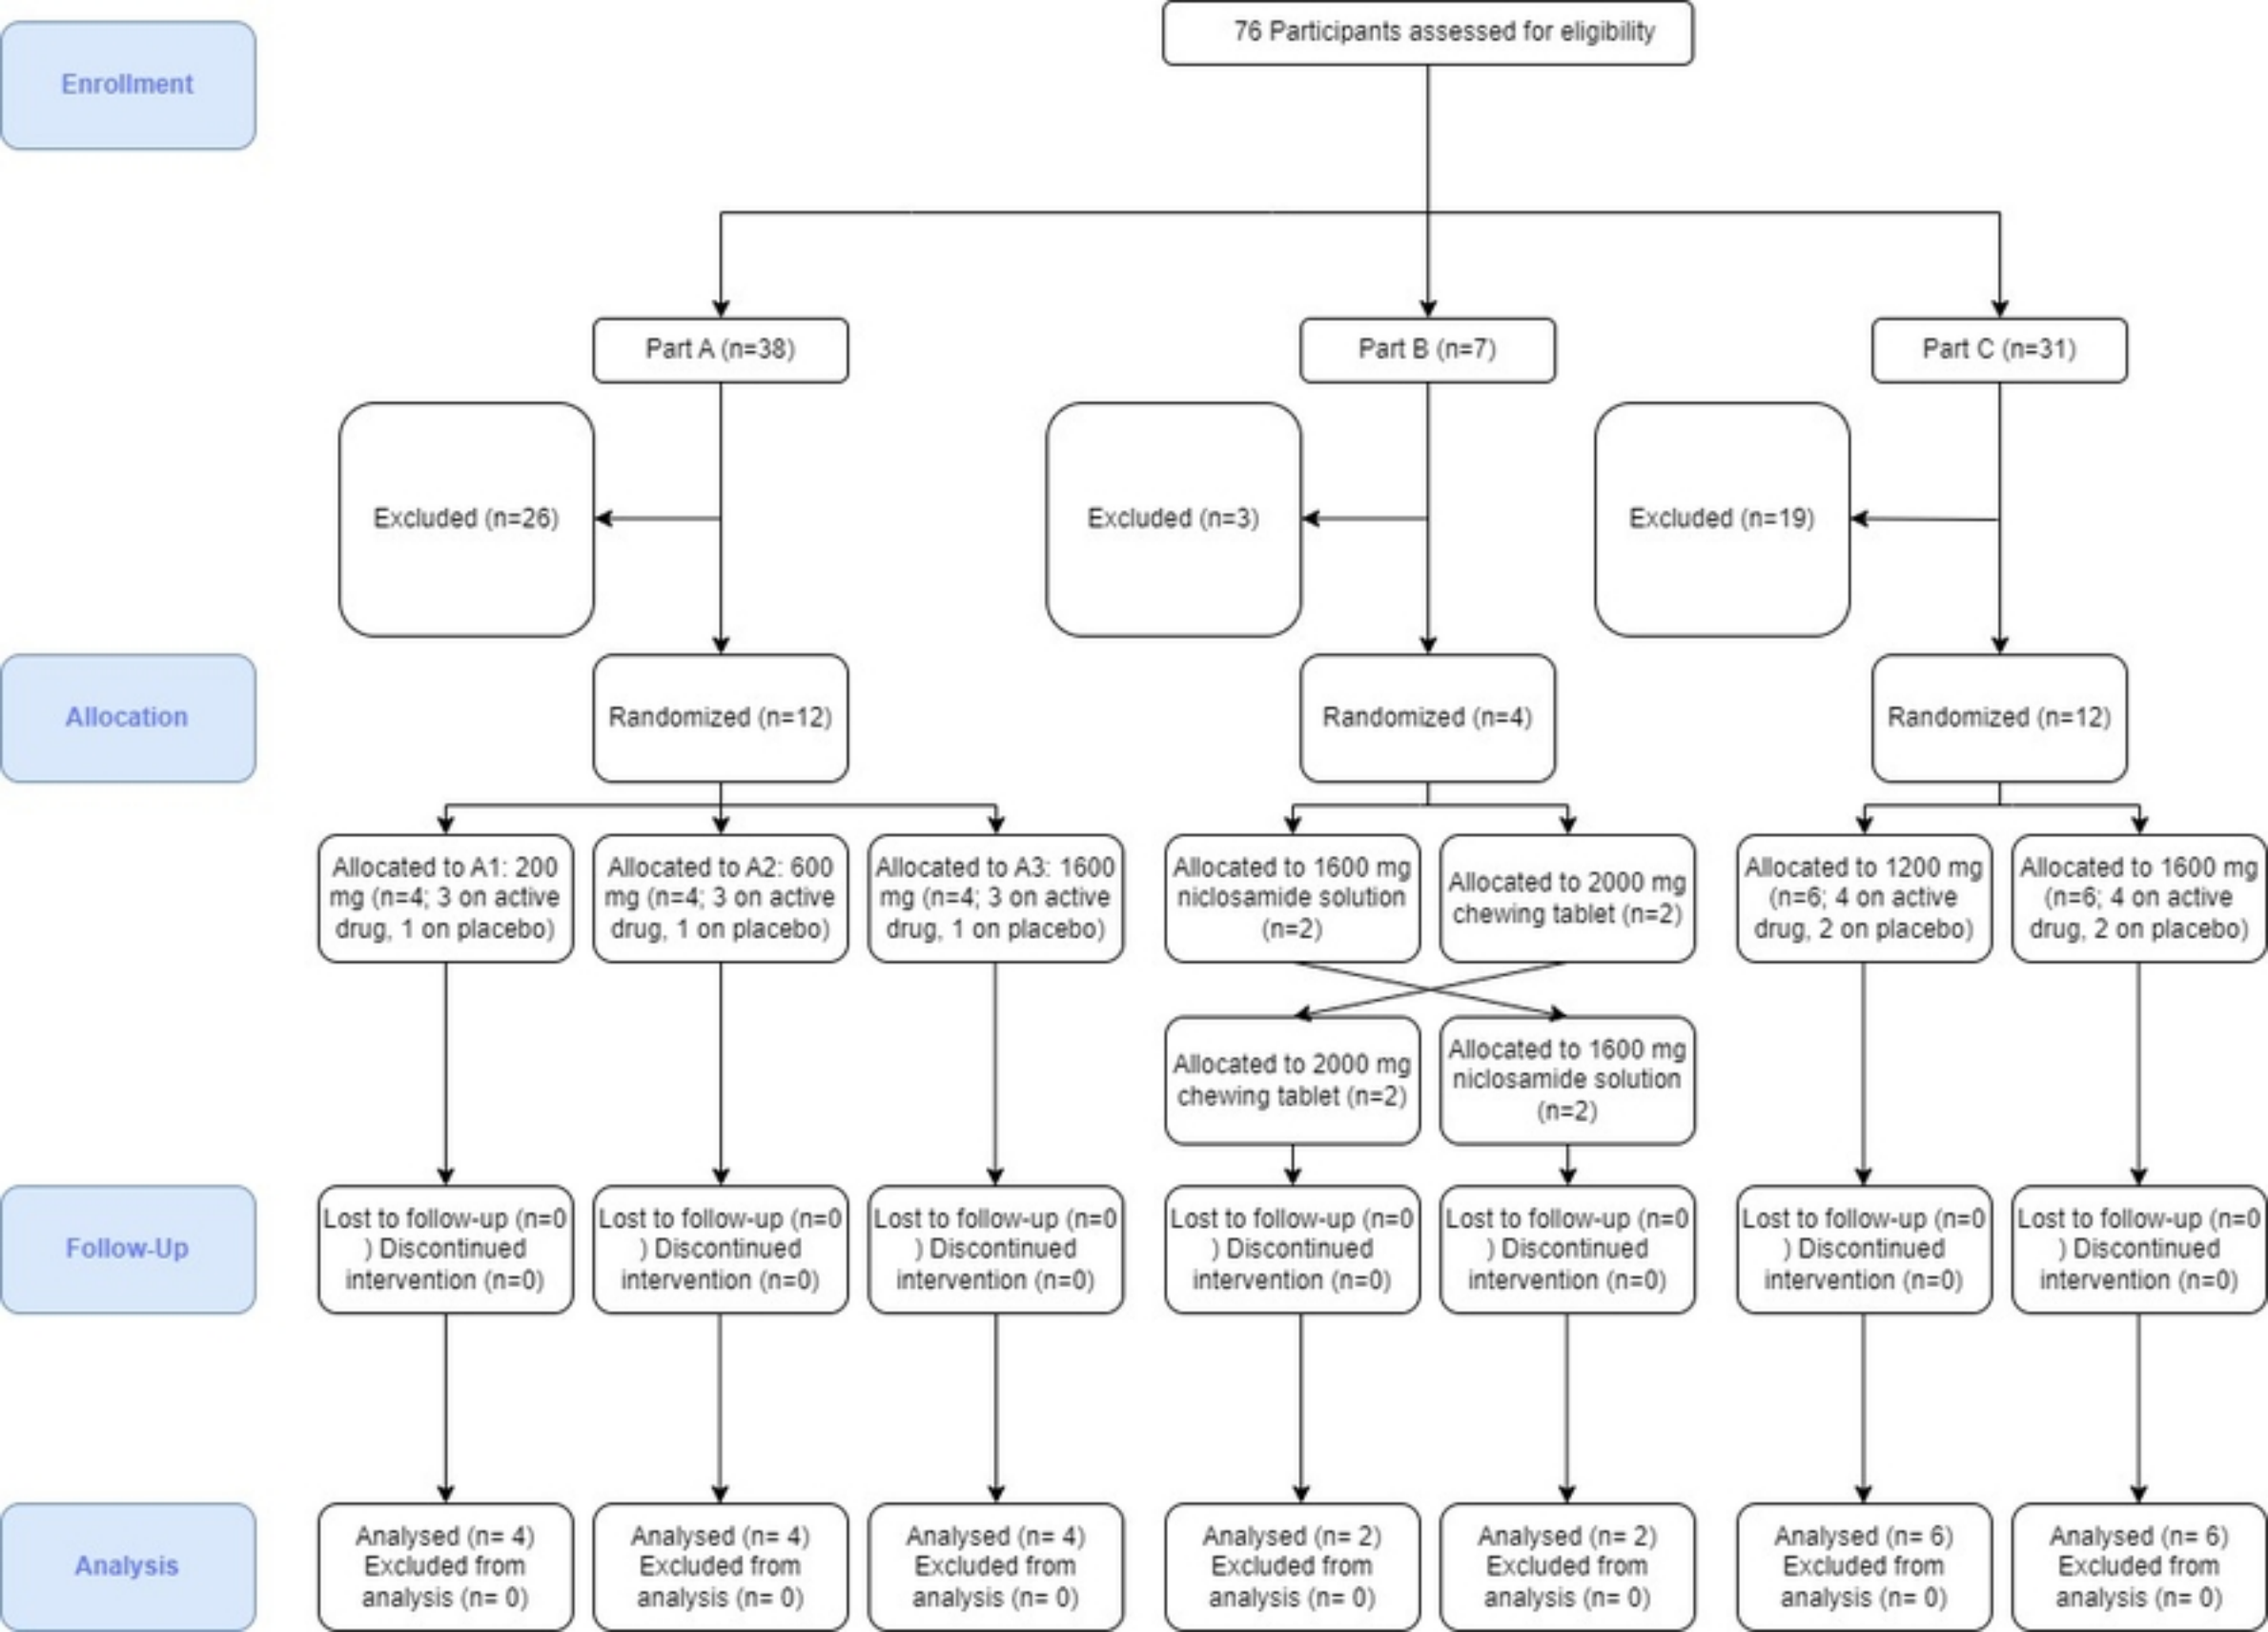 Enrollment
76 Participants assessed for eligibility
Part A (n=38)
Part B (n=7)
Part C (n=31)
Excluded (n=26)
Excluded (n=3)
Excluded (n=19)
Allocation
Randomized (n=12)
Randomized (n=4)
Randomized (n=12)
Allocated to A1: 200
mg (n=4; 3 on active
drug, 1 on placebo)
Allocated to A2: 600
mg (n=4; 3 on active
drug, 1 on placebo)
Allocated to A3: 1600
mg (n=4; 3 on active
drug, 1 on placebo)
Allocated to 1600 mg
niclosamide solution
(n=2)
Allocated to 2000 mg
chewing tablet (n=2)
Allocated to 1200 mg
(n=6; 4 on active
drug, 2 on placebo)
Allocated to 1600 mg
(n=6; 4 on active
drug, 2 on placebo)
Allocated to 2000 mg
chewing tablet (n=2)
Allocated to 1600 mg
niclosamide solution
(n=2)
Follow-Up
Lost to follow-up (n=0
) Discontinued
intervention (n=0)
Lost to follow-up (n=0
) Discontinued
intervention (n=0)
Lost to follow-up (n=0
) Discontinued
intervention (n=0)
Lost to follow-up (n=0
) Discontinued
intervention (n=0)
Lost to follow-up (n=0
) Discontinued
intervention (n=0)
Lost to follow-up (n=0
) Discontinued
intervention (n=0)
Lost to follow-up (n=0
) Discontinued
intervention (n=0)
Analysis
Analysed (n= 4)
Excluded from
analysis (n= 0)
Analysed (n= 4)
Excluded from
analysis (n= 0)
Analysed (n= 4)
Excluded from
analysis (n= 0)
Analysed (n= 2)
Excluded from
analysis (n= 0)
Analysed (n= 2)
Excluded from
analysis (n= 0)
Analysed (n= 6)
Excluded from
analysis (n= 0)
Analysed (n= 6)
Excluded from
analysis (n= 0)